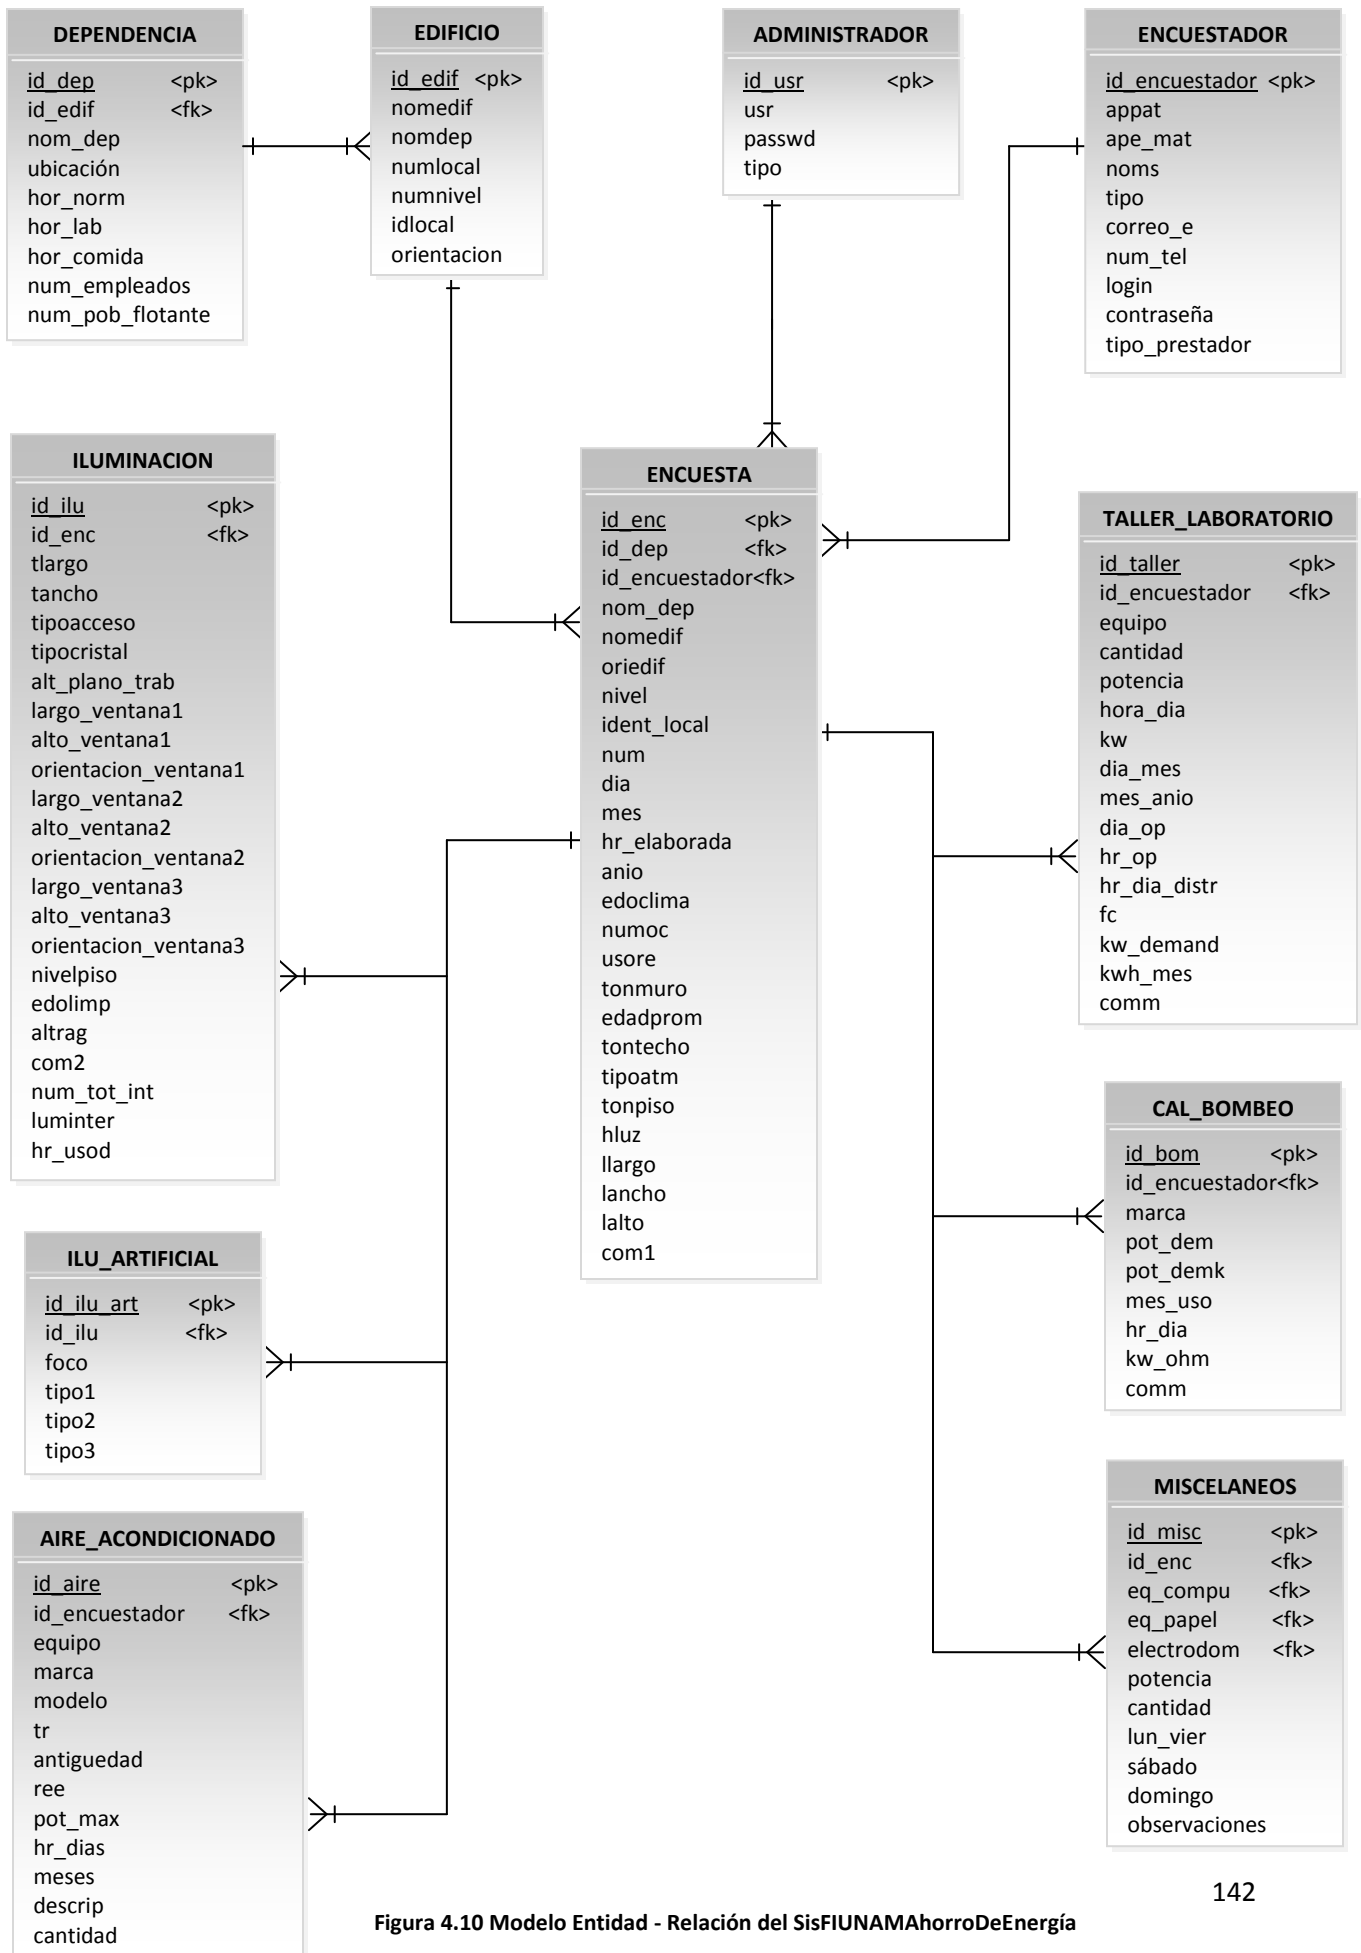 DEPENDENCIA
id_dep <pk>
id_edif <fk>
nom_dep
ubicación
hor_norm
hor_lab
hor_comida
num_empleados
num_pob_flotante
EDIFICIO
id_edif <pk>
nomedif
nomdep
numlocal
numnivel
idlocal
orientacion
ADMINISTRADOR
id_usr <pk>
usr
passwd
tipo
ENCUESTADOR
id_encuestador <pk>
appat
ape_mat
noms
tipo
correo_e
num_tel
login
contraseña
tipo_prestador
ILUMINACION
id_ilu <pk>
id_enc <fk>
tlargo
tancho
tipoacceso
tipocristal
alt_plano_trab
largo_ventana1
alto_ventana1
orientacion_ventana1
largo_ventana2
alto_ventana2
orientacion_ventana2
largo_ventana3
alto_ventana3
orientacion_ventana3
nivelpiso
edolimp
altrag
com2
num_tot_int
luminter
hr_usod
ENCUESTA
id_enc <pk>
id_dep <fk>
id_encuestador<fk>
nom_dep
nomedif
oriedif
nivel
ident_local
num
dia
mes
hr_elaborada
anio
edoclima
numoc
usore
tonmuro
edadprom
tontecho
tipoatm
tonpiso
hluz
llargo
lancho
lalto
com1
TALLER_LABORATORIO
id_taller <pk>
id_encuestador <fk>
equipo
cantidad
potencia
hora_dia
kw
dia_mes
mes_anio
dia_op
hr_op
hr_dia_distr
fc
kw_demand
kwh_mes
comm
CAL_BOMBEO
id_bom <pk>
id_encuestador<fk>
marca
pot_dem
pot_demk
mes_uso
hr_dia
kw_ohm
comm
ILU_ARTIFICIAL
id_ilu_art <pk>
id_ilu <fk>
foco
tipo1
tipo2
tipo3
MISCELANEOS
id_misc <pk>
id_enc <fk>
eq_compu <fk>
eq_papel <fk>
electrodom <fk>
potencia
cantidad
lun_vier
sábado
domingo
observaciones
AIRE_ACONDICIONADO
id_aire <pk>
id_encuestador <fk>
equipo
marca
modelo
tr
antiguedad
ree
pot_max
hr_dias
meses
descrip
cantidad
142
Figura 4.10 Modelo Entidad - Relación del SisFIUNAMAhorroDeEnergía